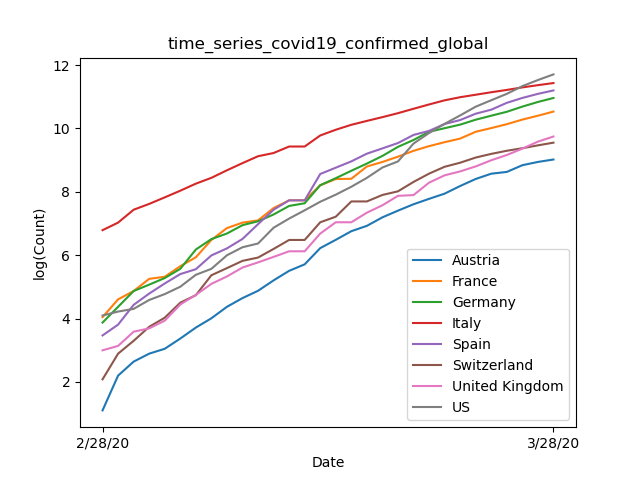 time_series_covid19_confirmed_global
12
10
8
6
4
2
log(Count)
Austria
France
Germany
Italy
Spain
Switzerland
United Kingdom
US
2/28/20
3/28/20
Date